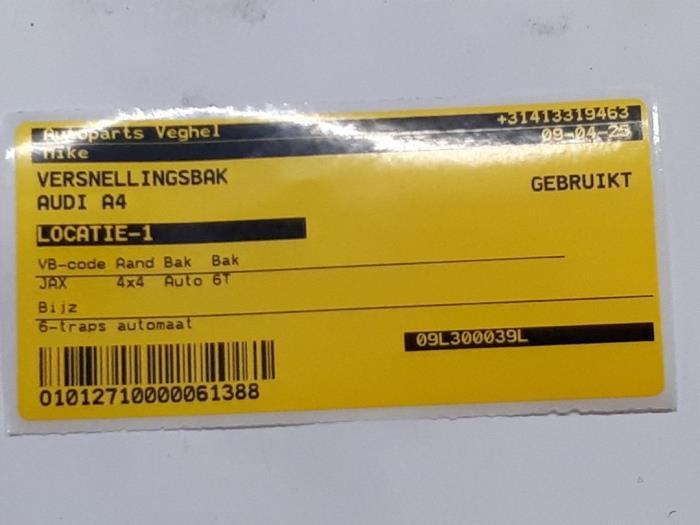 Autoparts Veghel +31413319463
Mike 09-04-25
VERSNELLINGSBAK GEBRUIKT
AUDI A4
LOCATIE-1
VB-code Aand Bak Bak
JAX 4x4 Auto 6T
Bijz
6-traps automaat
09L300039L
01012710000061388